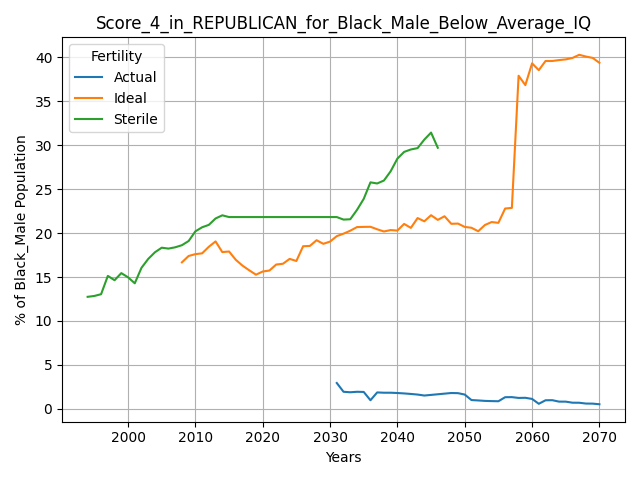 Score_4_in_REPUBLICAN_for_Black_Male_Below_Average_IQ
% of Black_Male Population
40
35
30
25
20
15
10
5
0
Fertility
Actual
Ideal
Sterile
2000 2010 2020 2030 2040 2050 2060 2070
Years